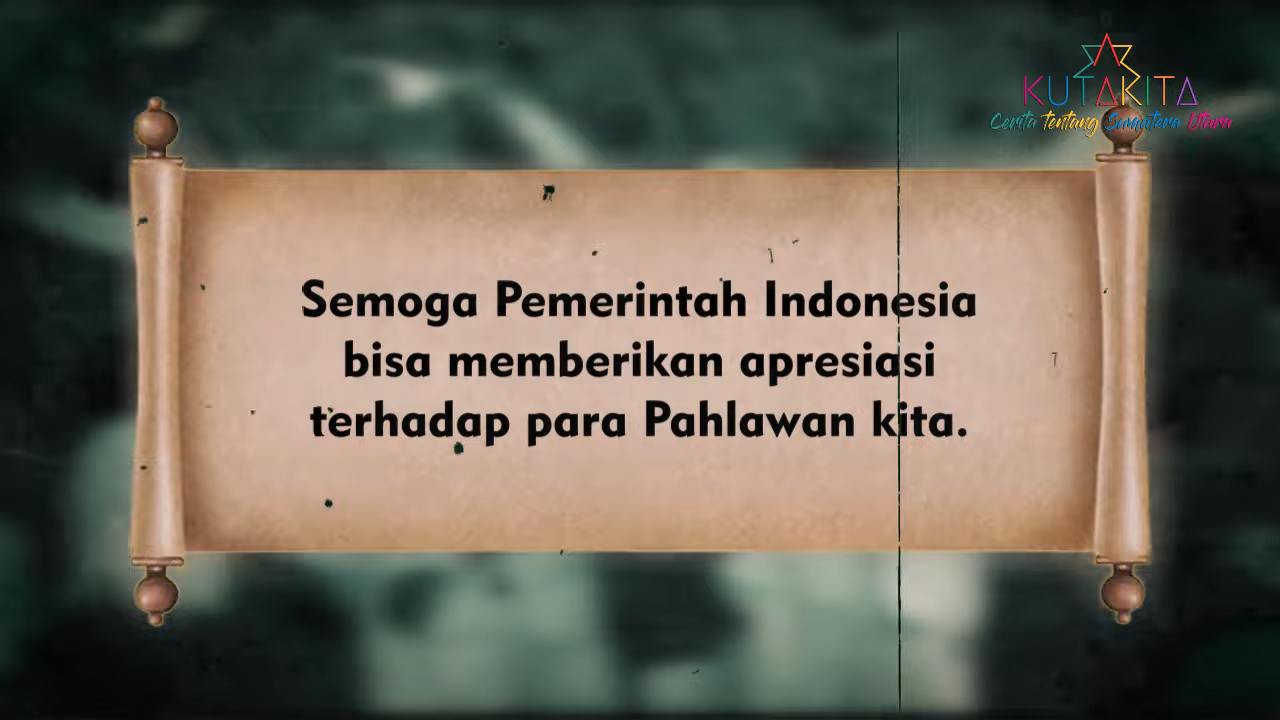 KUTAKITA
Cerita tentang Sumatera Utara
Semoga Pemerintah Indonesia
bisa memberikan apresiasi
terhadap para Pahlawan kita.